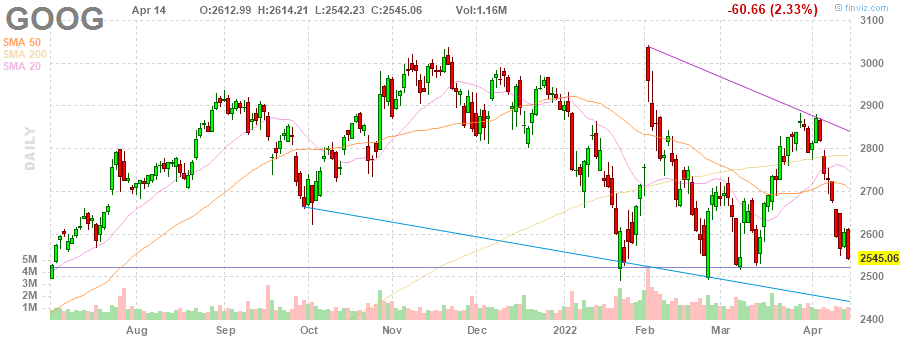 GOOG Apr 14 O:2612.99 H:2614.21 L:2542.23 C:2545.06 Vol:1.16M -60.66 (2.33%) © finviz.com
SMA 50
SMA 200
SMA 20
DAILY
3100
3000
2900
2800
2700
2600
2545.06
2500
2400
5M
4M
3M
2M
1M
Aug Sep Oct Nov Dec 2022 Feb Mar Apr